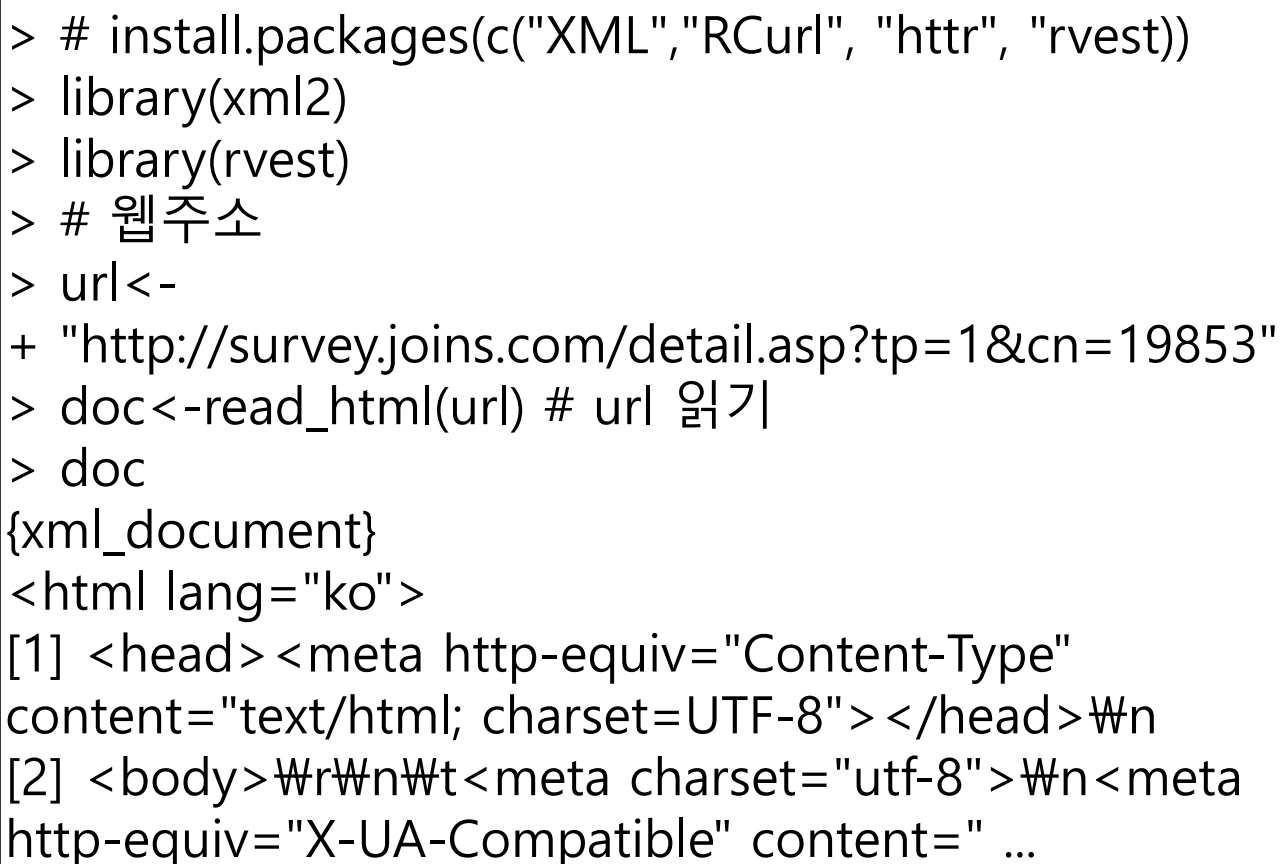 > # install.packages(c("XML","RCurl", "httr", "rvest))
> library(xml2)
> library(rvest)
> # 웹주소
> url<-
+ "http://survey.joins.com/detail.asp?tp=1&cn=19853"
> doc<-read_html(url) # url 읽기
> doc
{xml_document}
<html lang="ko">
[1] <head><meta http-equiv="Content-Type"
content="text/html; charset=UTF-8"></head>₩n
[2] <body>₩r₩n₩t<meta charset="utf-8">₩n<meta
http-equiv="X-UA-Compatible" content=" ...